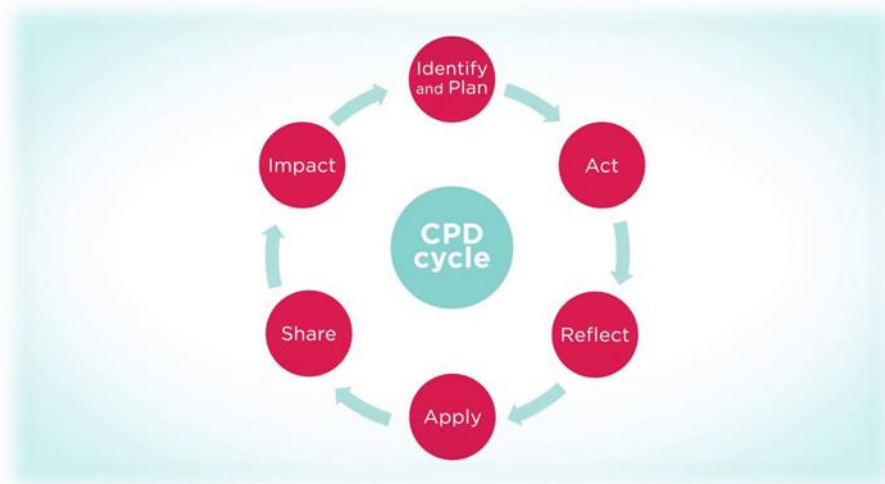 Identify
and Plan
Act
Reflect
Apply
Share
Impact
CPD
cycle